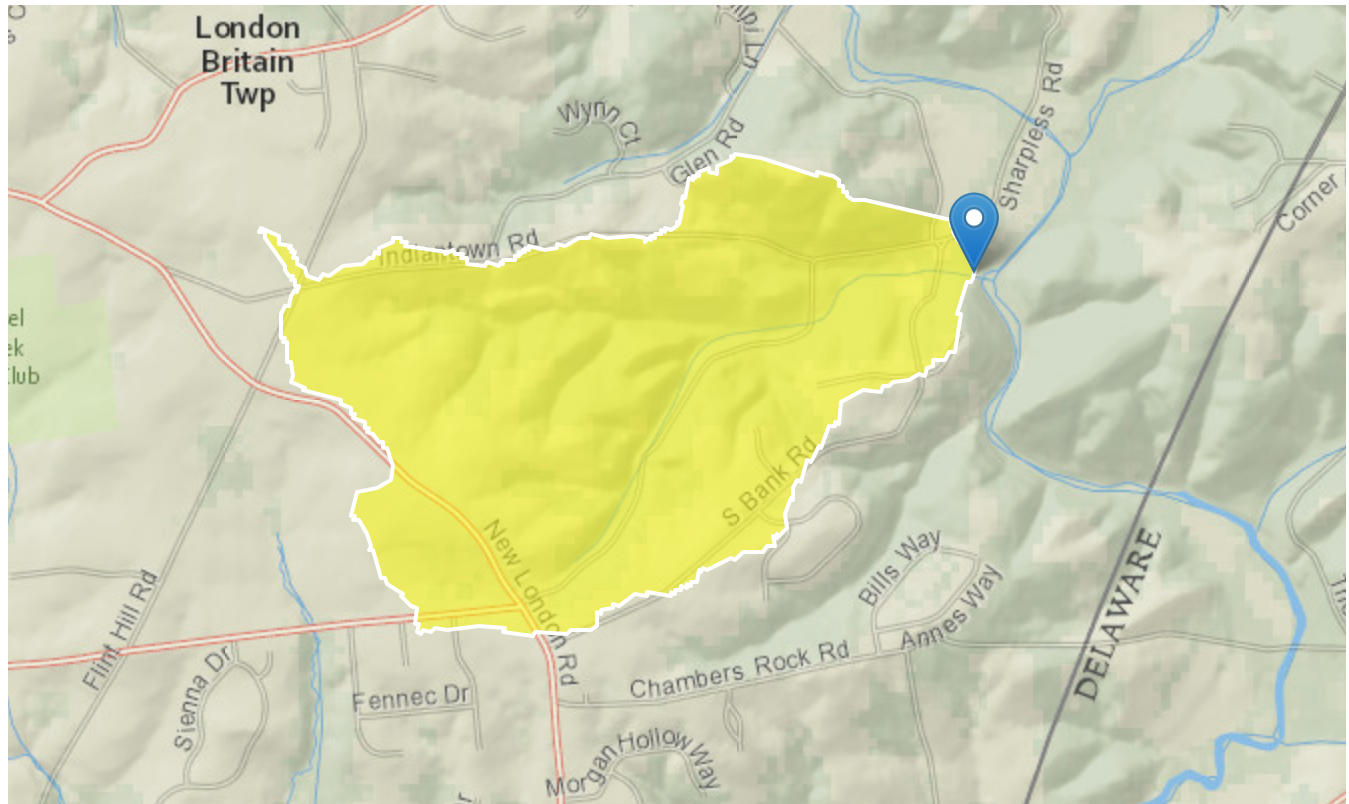 London
Britain
Twp
Wynn Ct
Glen Rd
Sharpless Rd
Corner
Indiantown Rd
Club
S Bank Rd
New London Rd
Bills Way
Annes Way
DELAWARE
Flint Hill Rd
Sienna Dr
Fennec Dr
Chambers Rock Rd
Morgan Hollow Way